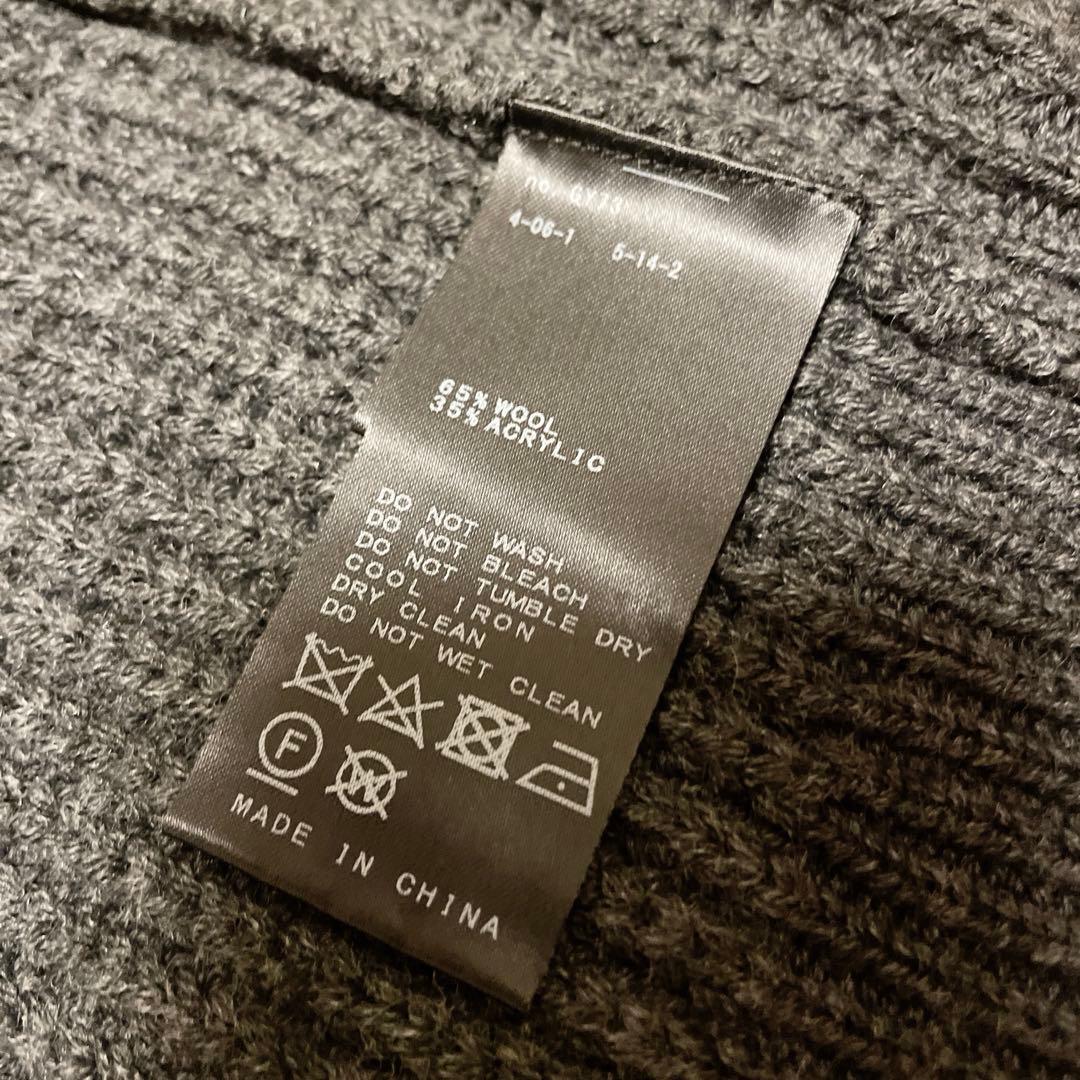 no.
4-06-1 5-14-2
65% WOOL
35% ACRYLIC
DO NOT WASH
DO NOT BLEACH
DO NOT TUMBLE DRY
COOL IRON
DRY CLEAN
DO NOT WET CLEAN
F W
MADE IN CHINA